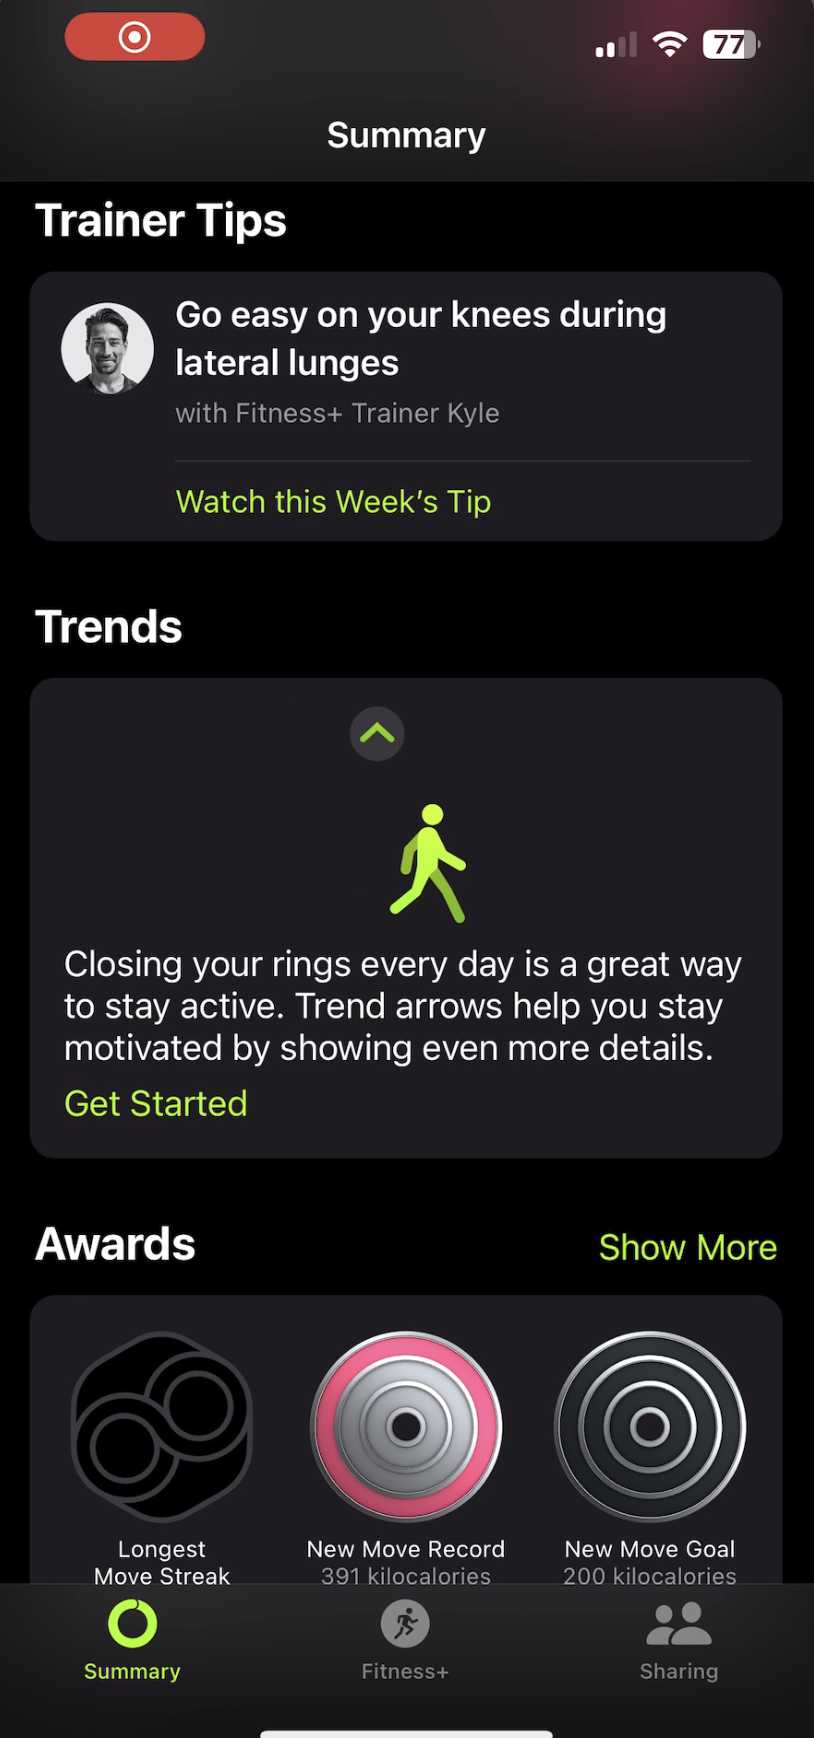 77
Summary
Trainer Tips
Go easy on your knees during
lateral lunges
with Fitness+ Trainer Kyle
Watch this Week’s Tip
Trends
Closing your rings every day is a great way
to stay active. Trend arrows help you stay
motivated by showing even more details.
Get Started
Awards
Show More
Longest
Move Streak
New Move Record
391 kilocalories
New Move Goal
200 kilocalories
Summary
Fitness+
Sharing